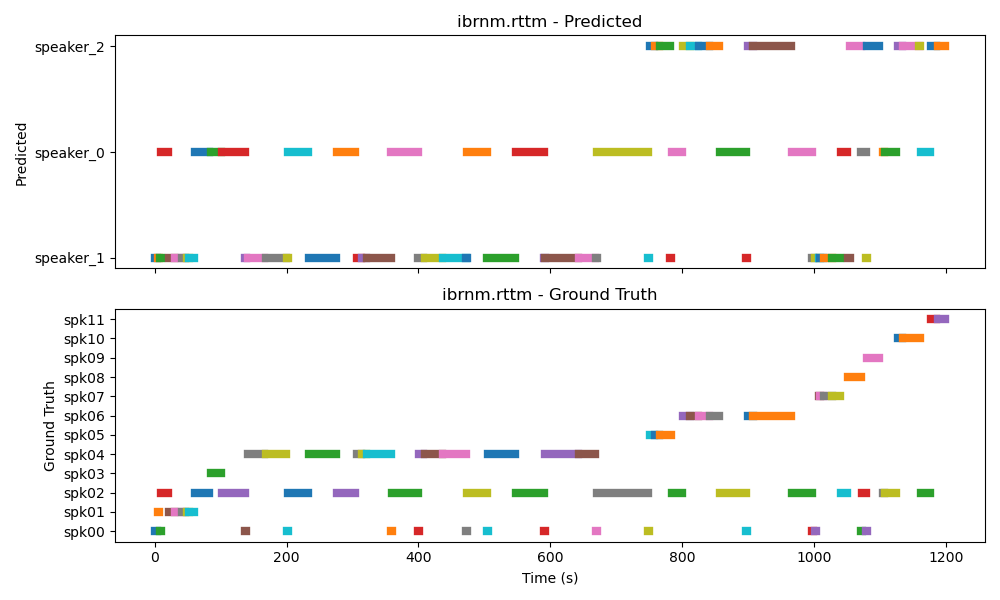 ibrnm.rttm - Predicted
speaker_2
speaker_0
speaker_1
Predicted
ibrnm.rttm - Ground Truth
spk11
spk10
spk09
spk08
spk07
spk06
spk05
spk04
spk03
spk02
spk01
spk00
Ground Truth
0 200 400 600 800 1000 1200
Time (s)